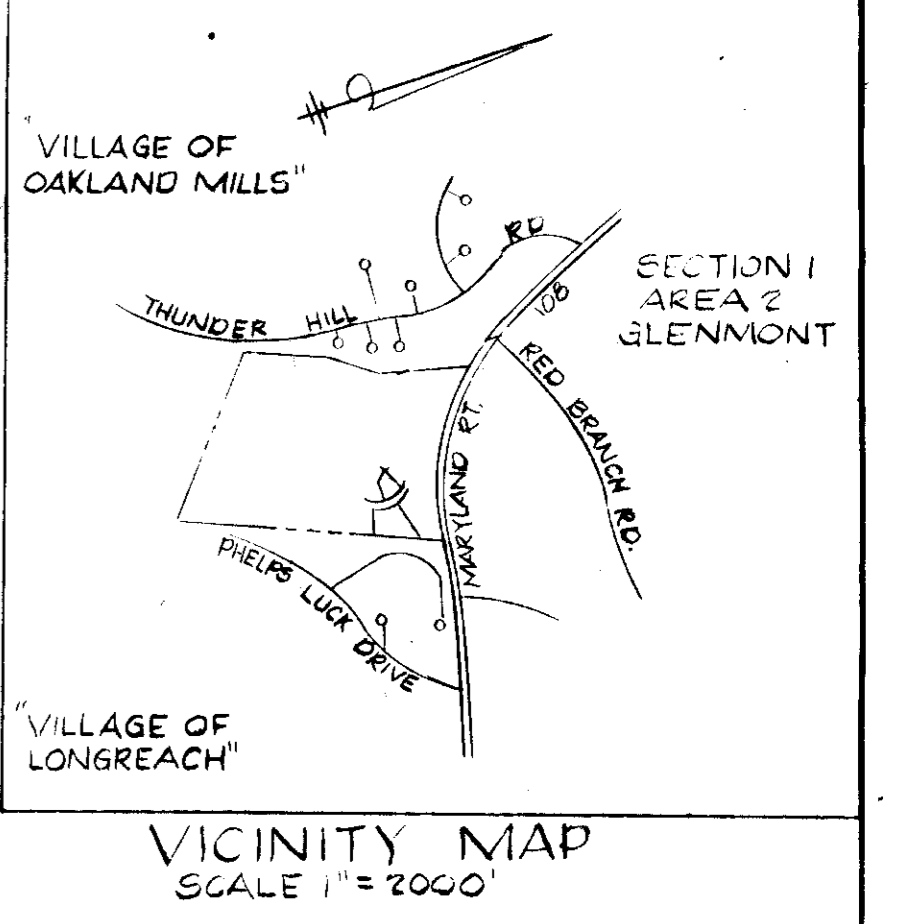 "VILLAGE OF
OAKLAND MILLS"
RD
THUNDER HILL
108
SECTION 1
AREA 2
GLENMONT
RED BRANCH RD.
MARYLAND RT.
PHELPS LUCK DRIVE
"VILLAGE OF
LONGREACH"
VICINITY MAP
SCALE 1" = 2000'